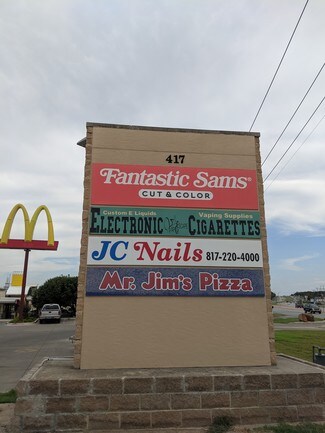 417
Fantastic Sams®
CUT & COLOR
Custom E Liquids Vaping Supplies
ELECTRONIC CIGARETTES
JC Nails 817-220-4000
Mr. Jim's Pizza